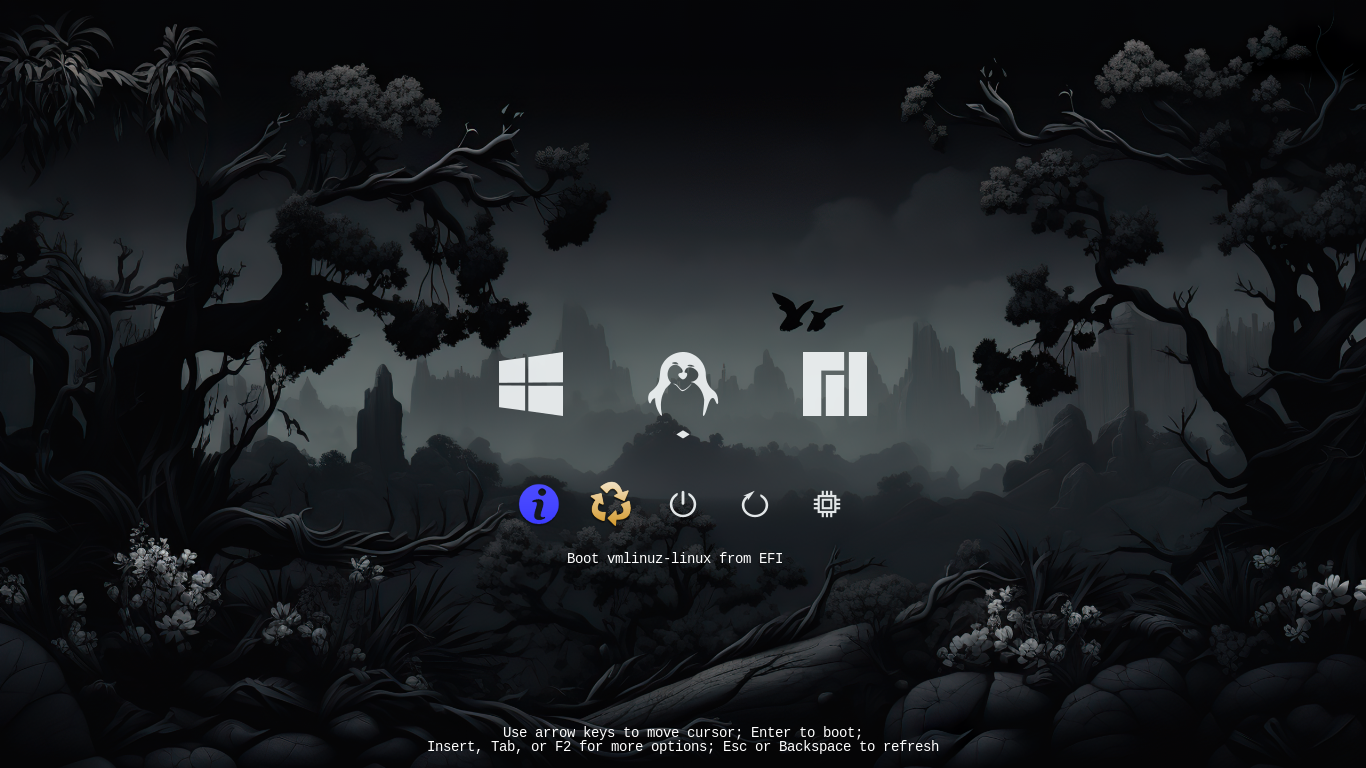 Boot vmlinuz-linux from EFI
Use arrow keys to move cursor; Enter to boot;
Insert, Tab, or F2 for more options; Esc or Backspace to refresh